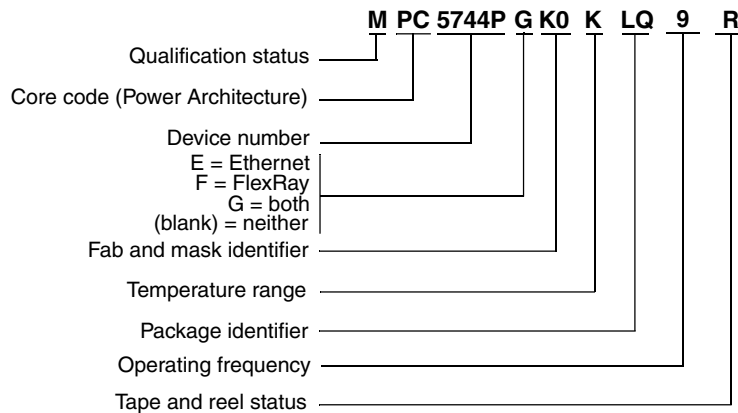 M PC 5744P G K0 K LQ 9 R
Qualification status
Core code (Power Architecture)
Device number
E = Ethernet
F = FlexRay
G = both
(blank) = neither
Fab and mask identifier
Temperature range
Package identifier
Operating frequency
Tape and reel status